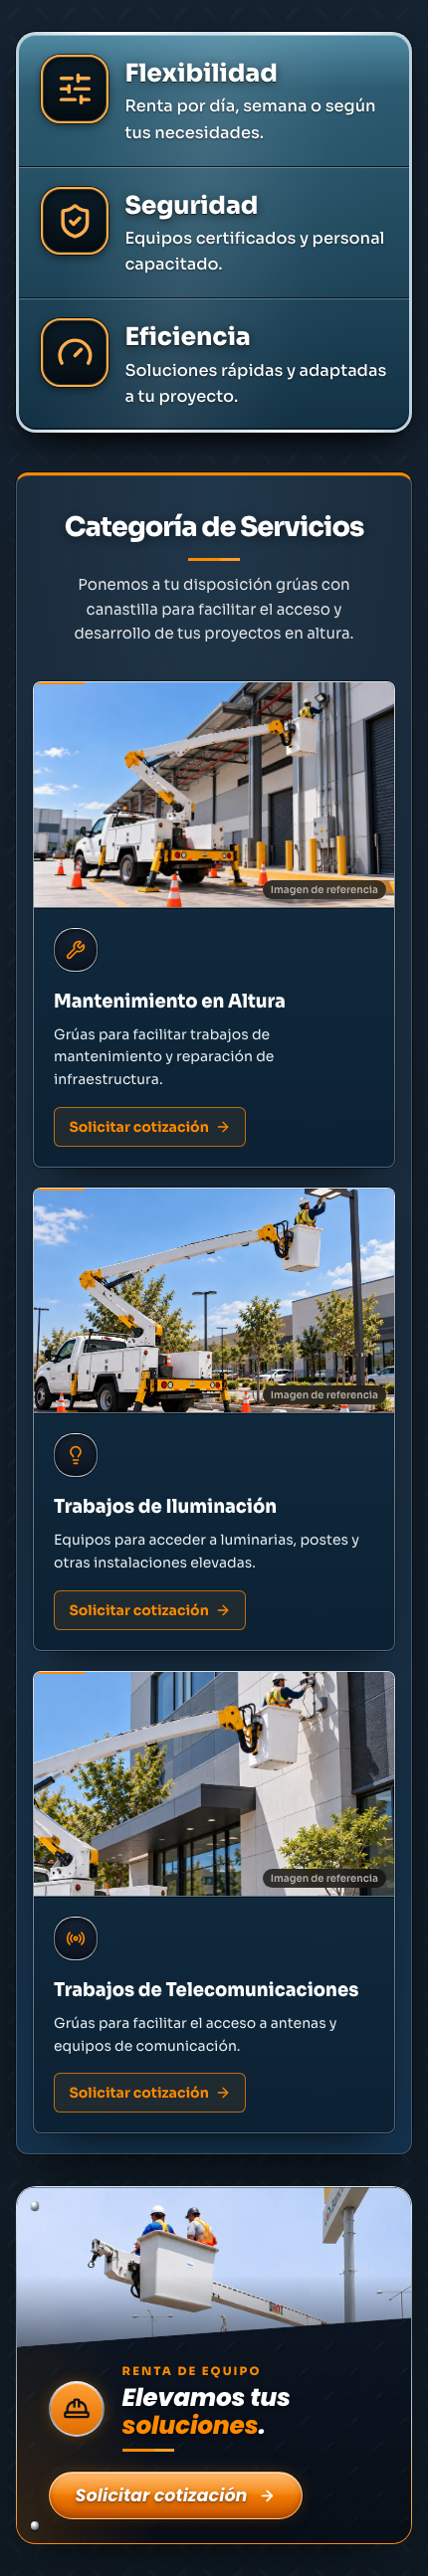 Flexibilidad
Renta por día, semana o según
tus necesidades.
Seguridad
Equipos certificados y personal
capacitado.
Eficiencia
Soluciones rápidas y adaptadas
a tu proyecto.
Categoría de Servicios
Ponemos a tu disposición grúas con
canastilla para facilitar el acceso y
desarrollo de tus proyectos en altura.
Imagen de referencia
Mantenimiento en Altura
Grúas para facilitar trabajos de
mantenimiento y reparación de
infraestructura.
Solicitar cotización →
Imagen de referencia
Trabajos de Iluminación
Equipos para acceder a luminarias, postes y
otras instalaciones elevadas.
Solicitar cotización →
Imagen de referencia
Trabajos de Telecomunicaciones
Grúas para facilitar el acceso a antenas y
equipos de comunicación.
Solicitar cotización →
RENTA DE EQUIPO
Elevamos tus
soluciones.
Solicitar cotización →